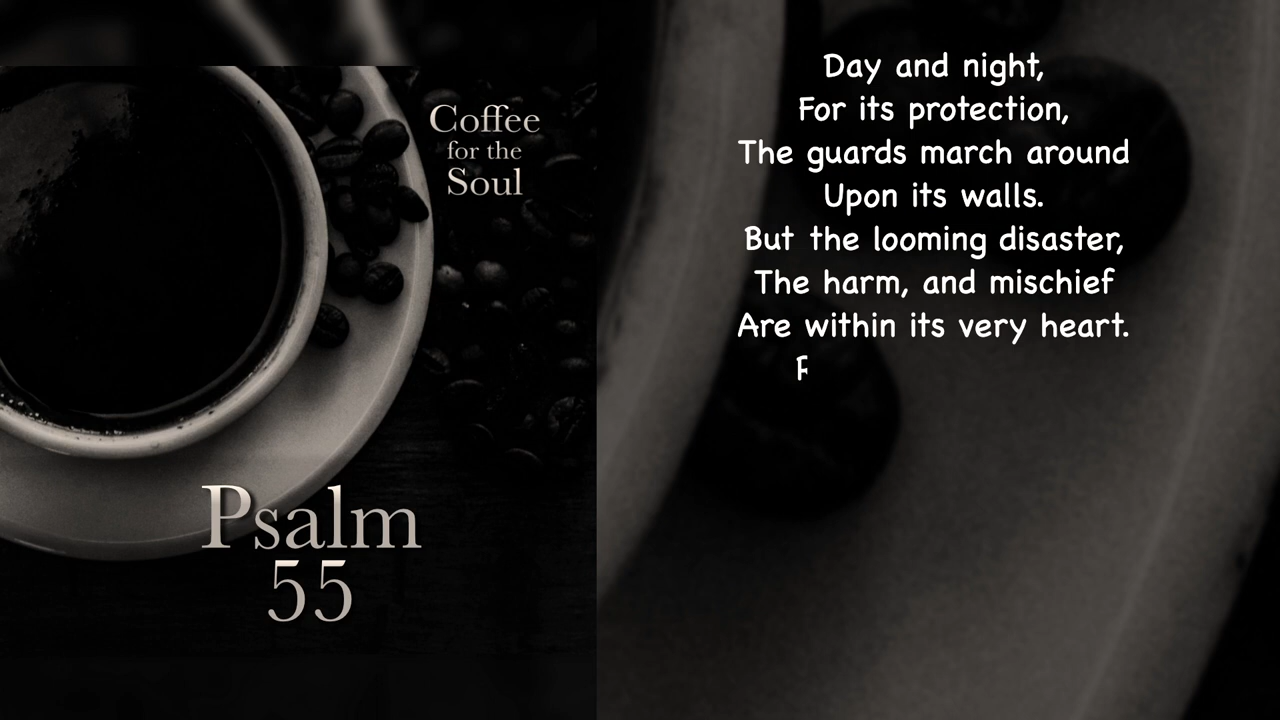 Coffee
for the
Soul
Psalm
55
Day and night,
For its protection,
The guards march around
Upon its walls.
But the looming disaster,
The harm, and mischief
Are within its very heart.